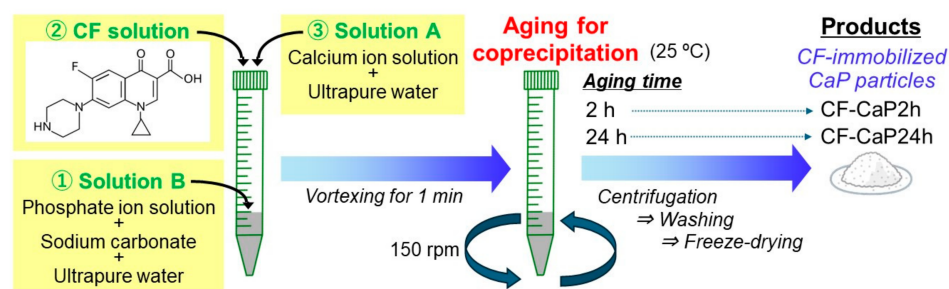 ② CF solution
F
O
O
OH
N
N
HN
① Solution B
Phosphate ion solution
+
Sodium carbonate
+
Ultrapure water
③ Solution A
Calcium ion solution
+
Ultrapure water
Vortexing for 1 min
Aging for
coprecipitation (25 ºC)
Aging time
2 h
24 h
150 rpm
Centrifugation
⇒ Washing
⇒ Freeze-drying
Products
CF-immobilized
CaP particles
CF-CaP2h
CF-CaP24h